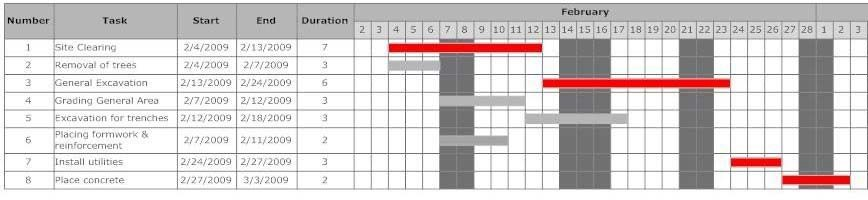 Number Task Start End Duration February
2 3 4 5 6 7 8 9 10 11 12 13 14 15 16 17 18 19 20 21 22 23 24 25 26 27 28 1 2 3
1 Site Clearing 2/4/2009 2/13/2009 7
2 Removal of trees 2/4/2009 2/7/2009 3
3 General Excavation 2/13/2009 2/24/2009 6
4 Grading General Area 2/7/2009 2/12/2009 3
5 Excavation for trenches 2/12/2009 2/18/2009 3
6 Placing formwork &
reinforcement 2/7/2009 2/11/2009 2
7 Install utilities 2/24/2009 2/27/2009 3
8 Place concrete 2/27/2009 3/3/2009 2